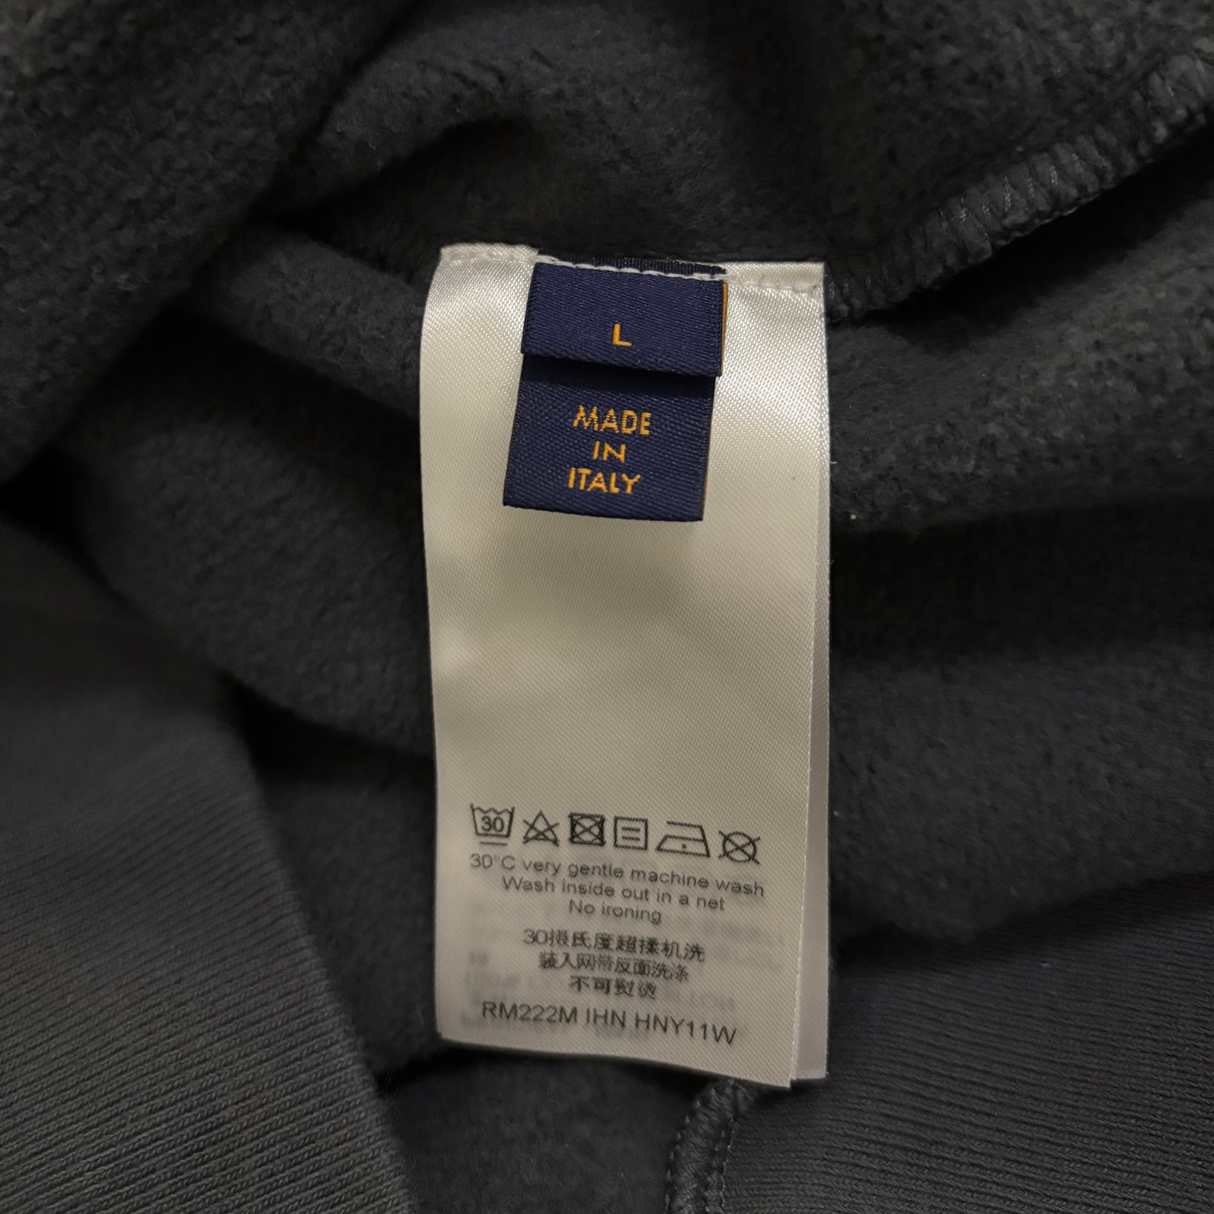 L
MADE
IN
ITALY
30
30°C very gentle machine wash
Wash inside out in a net
No ironing
30摄氏度超揉机洗
装入网带反面洗涤
不可熨烫
RM222M IHN HNY11W